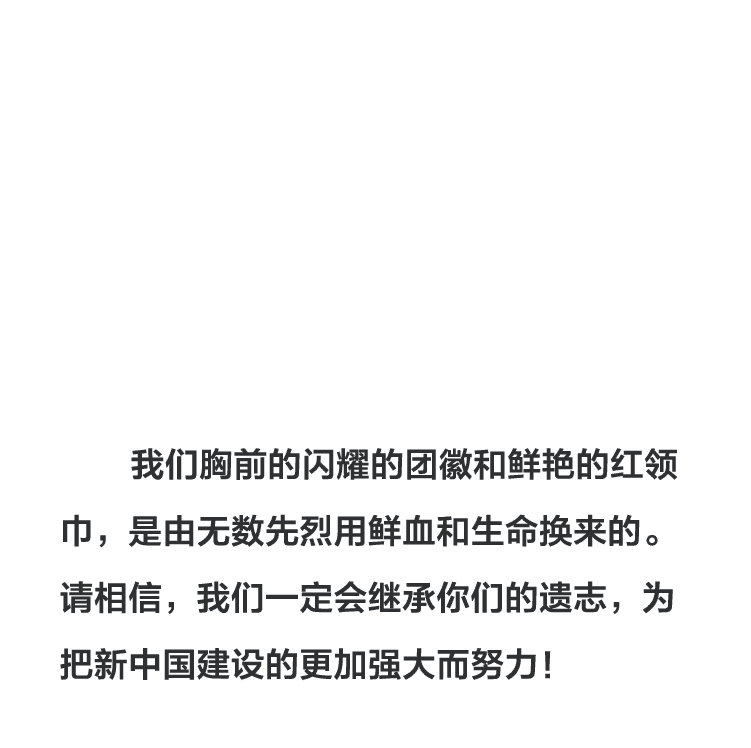 我们胸前的闪耀的团徽和鲜艳的红领
巾，是由无数先烈用鲜血和生命换来的。
请相信，我们一定会继承你们的遗志，为
把新中国建设的更加强大而努力！